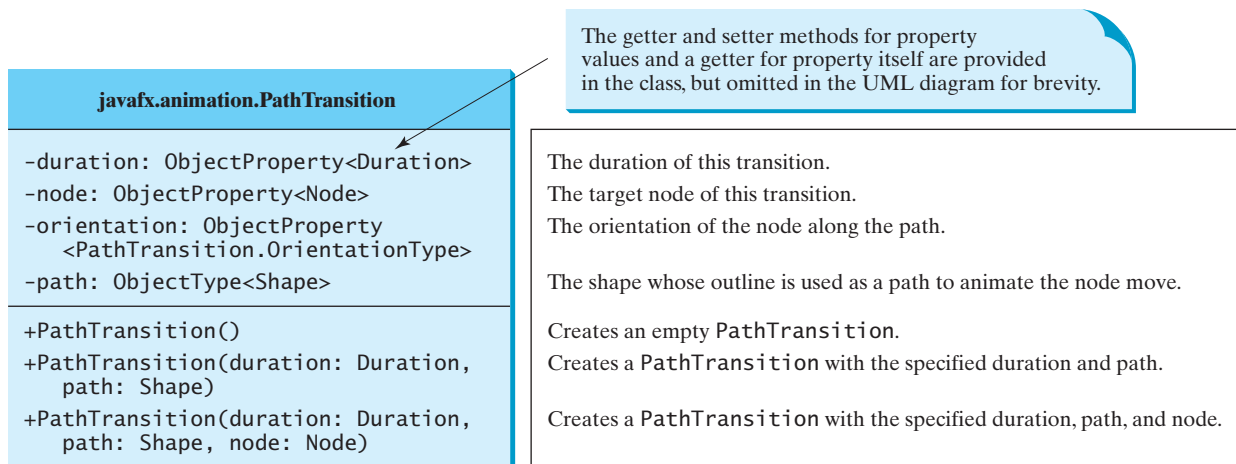 The getter and setter methods for property
values and a getter for property itself are provided
in the class, but omitted in the UML diagram for brevity.
javafx.animation.PathTransition
-duration: ObjectProperty<Duration>
The duration of this transition.
-node: ObjectProperty<Node>
The target node of this transition.
-orientation: ObjectProperty
<PathTransition.OrientationType>
The orientation of the node along the path.
-path: ObjectType<Shape>
The shape whose outline is used as a path to animate the node move.
+PathTransition()
Creates an empty PathTransition.
+PathTransition(duration: Duration,
path: Shape)
Creates a PathTransition with the specified duration and path.
+PathTransition(duration: Duration,
path: Shape, node: Node)
Creates a PathTransition with the specified duration, path, and node.